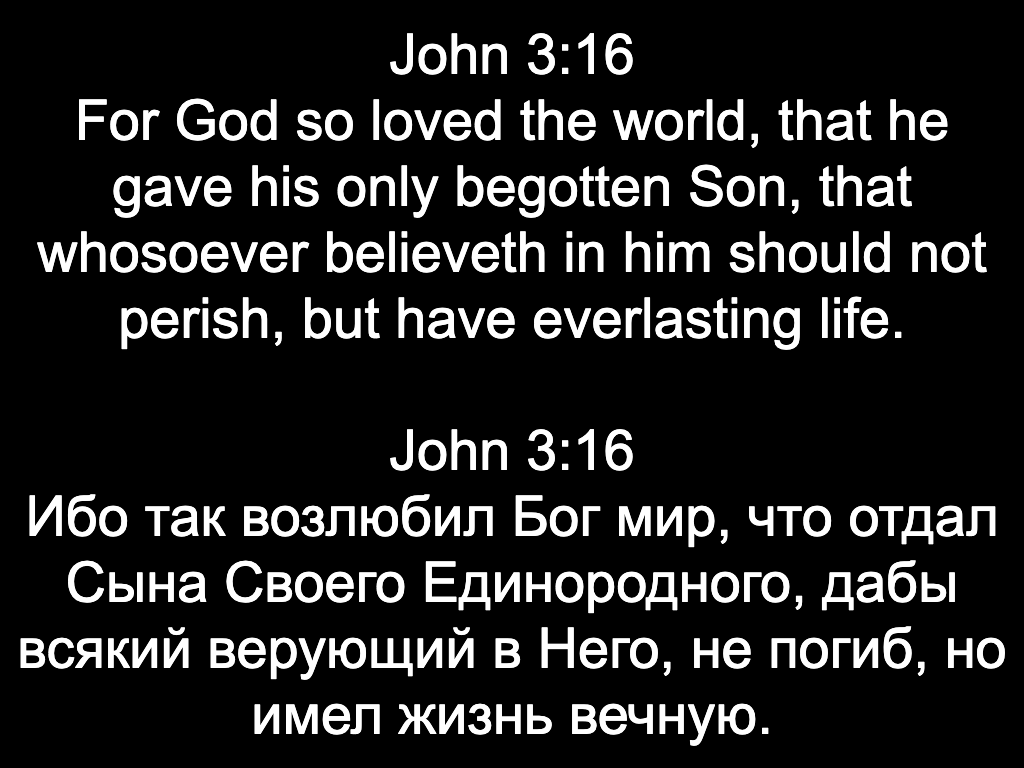 John 3:16
For God so loved the world, that he
gave his only begotten Son, that
whosoever believeth in him should not
perish, but have everlasting life.
John 3:16
Ибо так возлюбил Бог мир, что отдал
Сына Своего Единородного, дабы
всякий верующий в Него, не погиб, но
имел жизнь вечную.